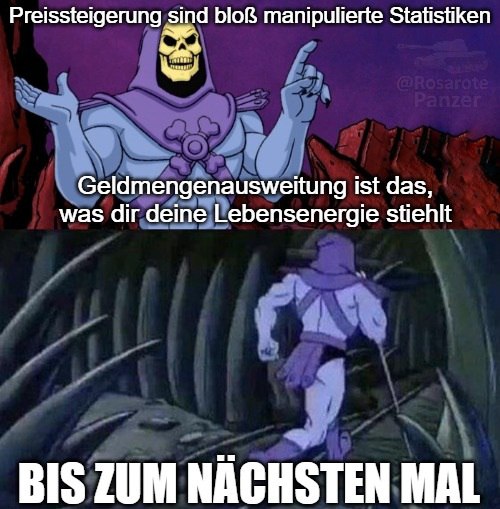 Preissteigerung sind bloß manipulierte Statistiken
@Rosarote
Panzer
Geldmengenausweitung ist das,
was dir deine Lebensenergie stiehlt
BIS ZUM NÄCHSTEN MAL